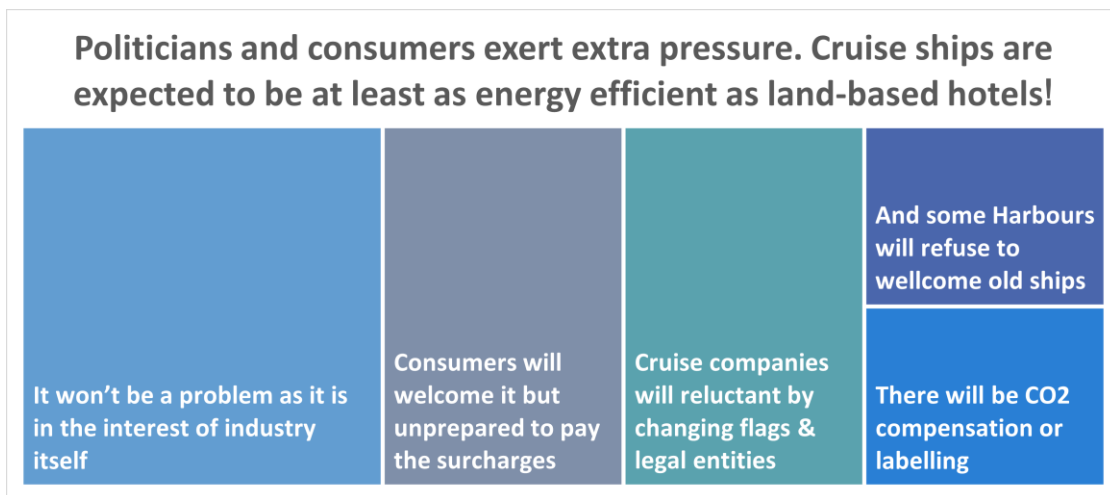 Politicians and consumers exert extra pressure. Cruise ships are
expected to be at least as energy efficient as land-based hotels!
It won’t be a problem as it is
in the interest of industry
itself
Consumers will
welcome it but
unprepared to pay
the surcharges
Cruise companies
will reluctant by
changing flags &
legal entities
And some Harbours
will refuse to
wellcome old ships
There will be CO2
compensation or
labelling